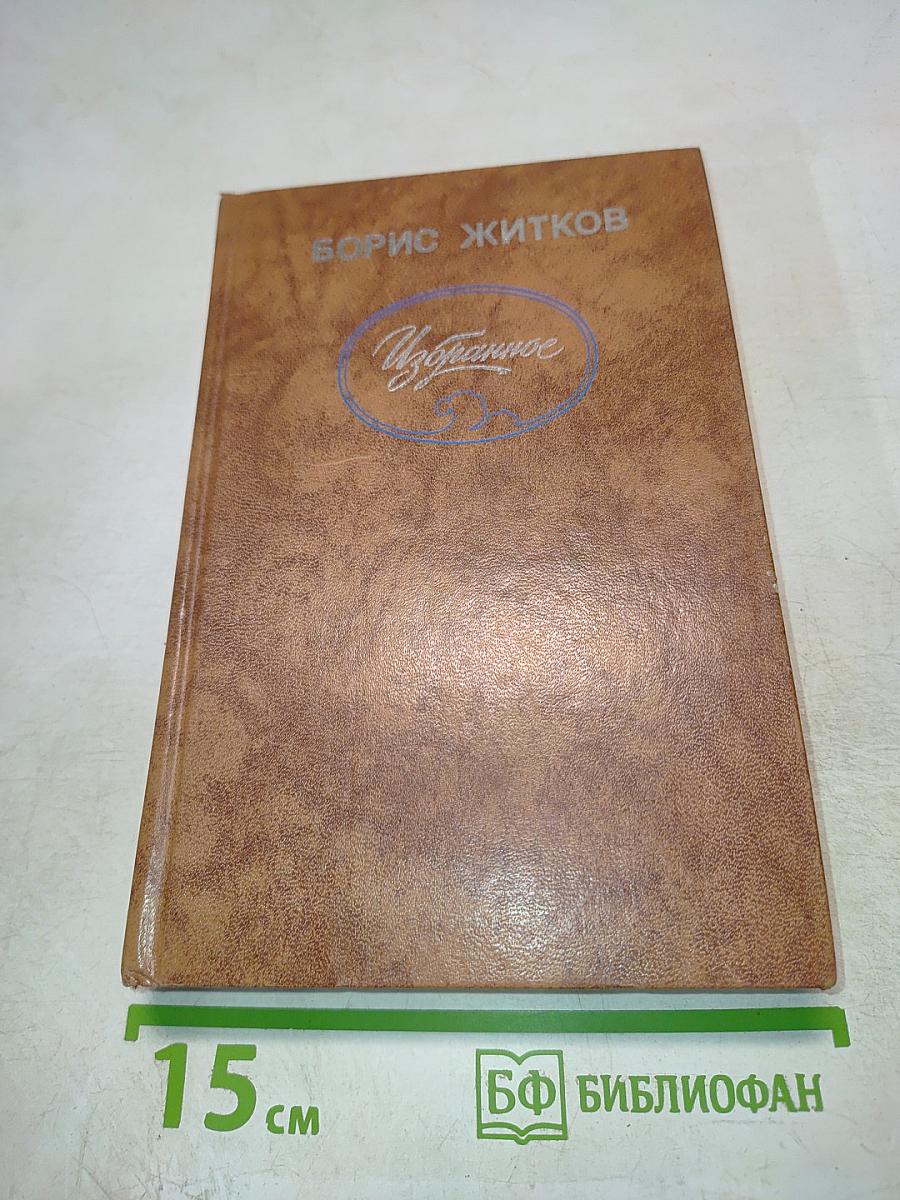 БОРИС ЖИТКОВ
Избранное
15 см
БФ БИБЛИОФАН